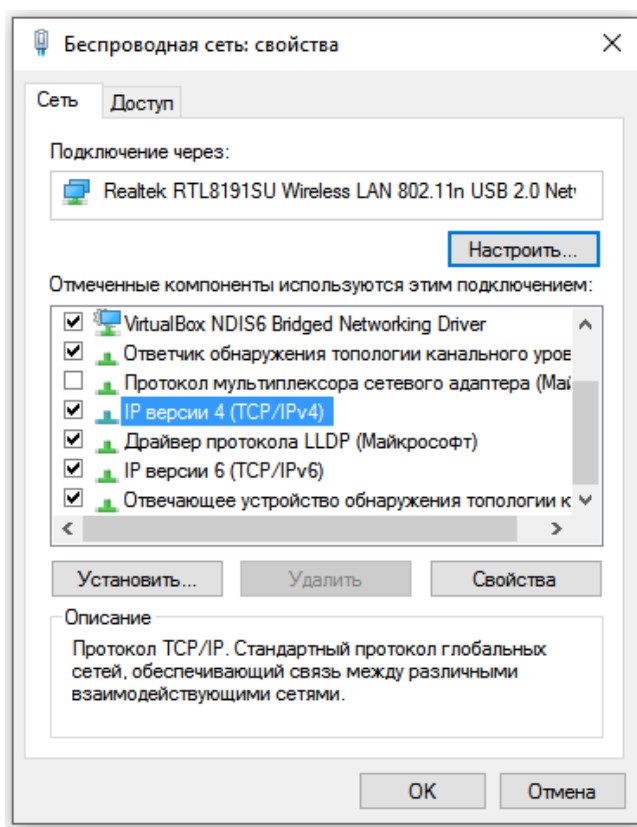 Беспроводная сеть: свойства
Сеть
Доступ
Подключение через:
Realtek RTL8191SU Wireless LAN 802.11n USB 2.0 Net
Настроить...
Отмеченные компоненты используются этим подключением:
VirtualBox NDIS6 Bridged Networking Driver
Ответчик обнаружения топологии канального уров
Протокол мультиплексора сетевого адаптера (Май
IP версии 4 (TCP/IPv4)
Драйвер протокола LLDP (Майкрософт)
IP версии 6 (TCP/IPv6)
Отвечающее устройство обнаружения топологии к
Установить...
Удалить
Свойства
Описание
Протокол TCP/IP. Стандартный протокол глобальных
сетей, обеспечивающий связь между различными
взаимодействующими сетями.
OK
Отмена